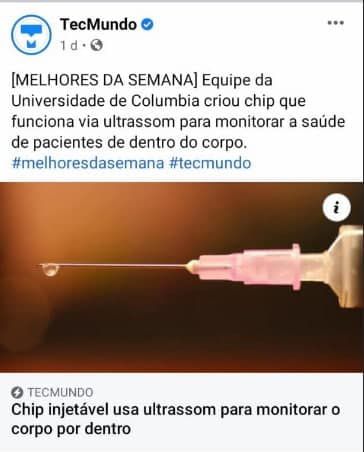 TecMundo
1 d
[MELHORES DA SEMANA] Equipe da
Universidade de Columbia criou chip que
funciona via ultrassom para monitorar a saúde
de pacientes de dentro do corpo.
#melhoresdasemana #tecmundo
i
TECMUNDO
Chip injetável usa ultrassom para monitorar o
corpo por dentro